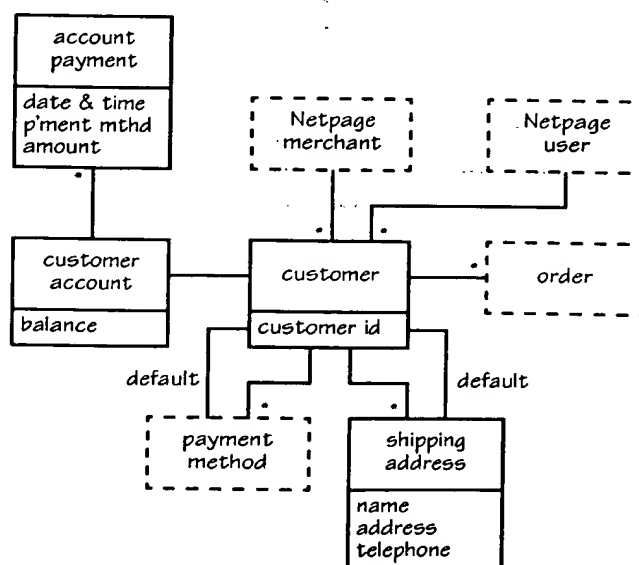 account
payment
date & time
p'ment mthd
amount
Netpage
merchant
Netpage
user
*
*
*
customer
account
balance
customer
customer id
*
order
default
default
*
*
payment
method
shipping
address
name
address
telephone